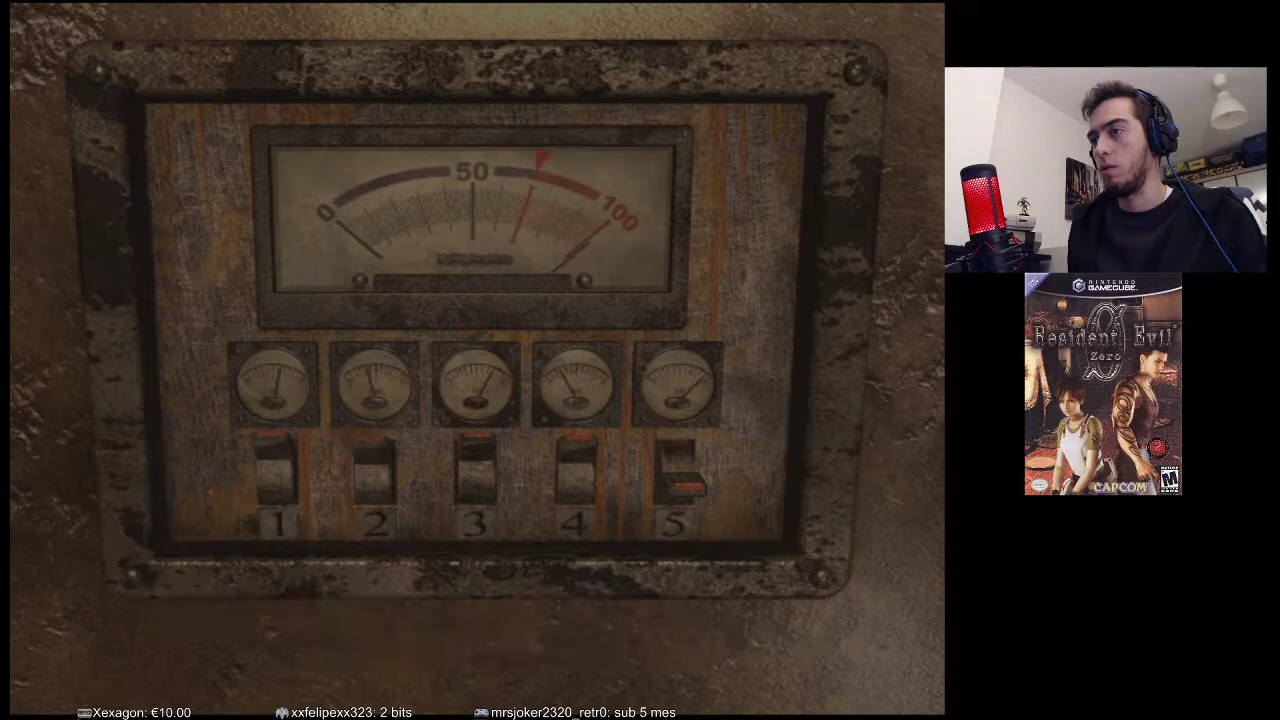 0 50 100
1 2 3 4 5
NINTENDO
GAMECUBE
Resident Evil
Zero
CAPCOM
M
Xexagon: €10.00
xxfelipexx323: 2 bits
mrsjoker2320_retr0: sub 5 mes